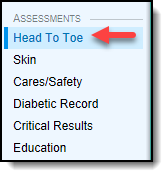 Assessments
Head To Toe
Skin
Cares/Safety
Diabetic Record
Critical Results
Education